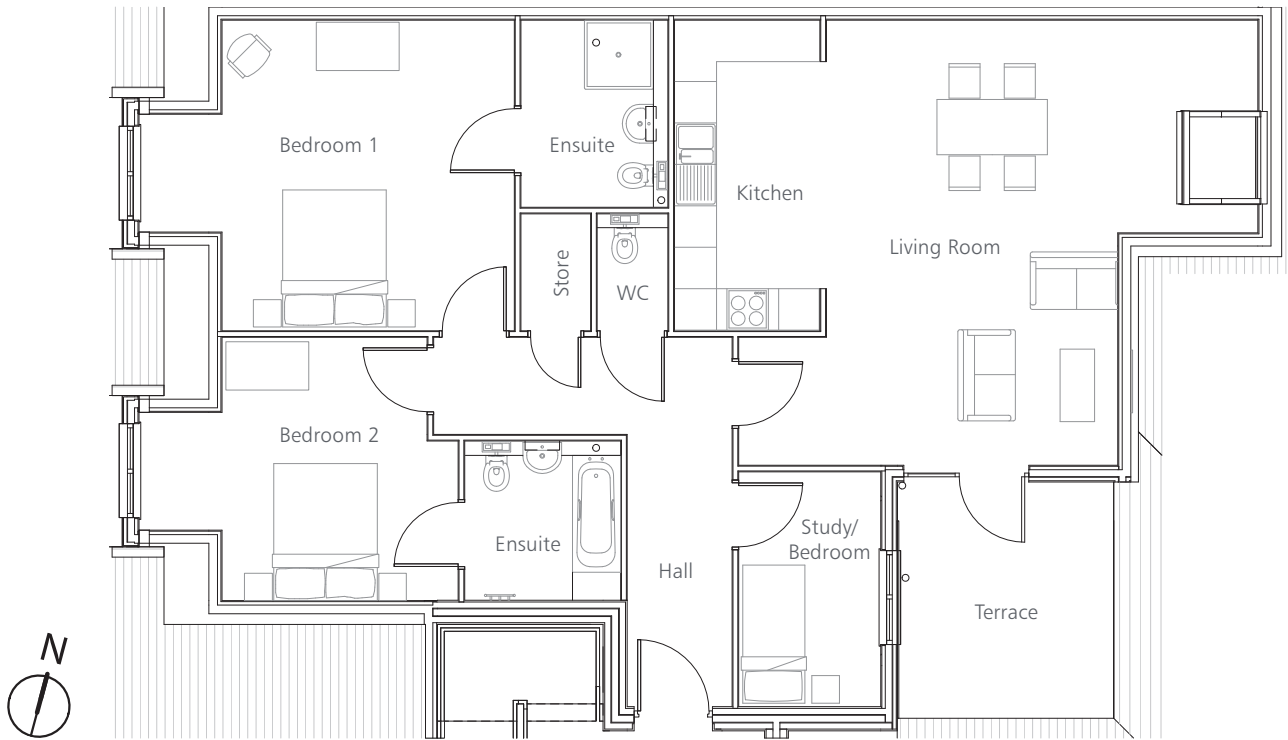 Bedroom 1
Ensuite
Kitchen
Living Room
Store
WC
Bedroom 2
Ensuite
Hall
Study/
Bedroom
Terrace
N